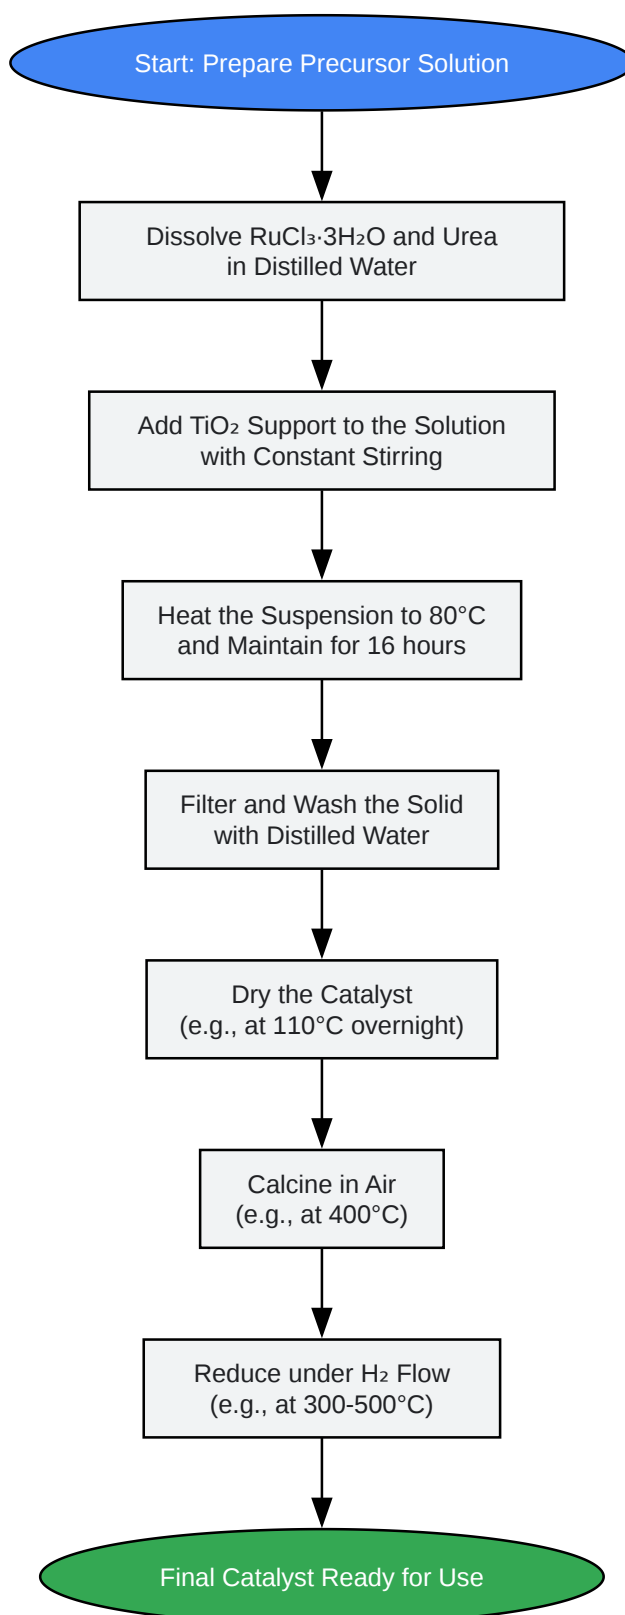 Start: Prepare Precursor Solution
Dissolve RuCl₃·3H₂O and Urea
in Distilled Water
Add TiO₂ Support to the Solution
with Constant Stirring
Heat the Suspension to 80°C
and Maintain for 16 hours
Filter and Wash the Solid
with Distilled Water
Dry the Catalyst
(e.g., at 110°C overnight)
Calcine in Air
(e.g., at 400°C)
Reduce under H₂ Flow
(e.g., at 300-500°C)
Final Catalyst Ready for Use